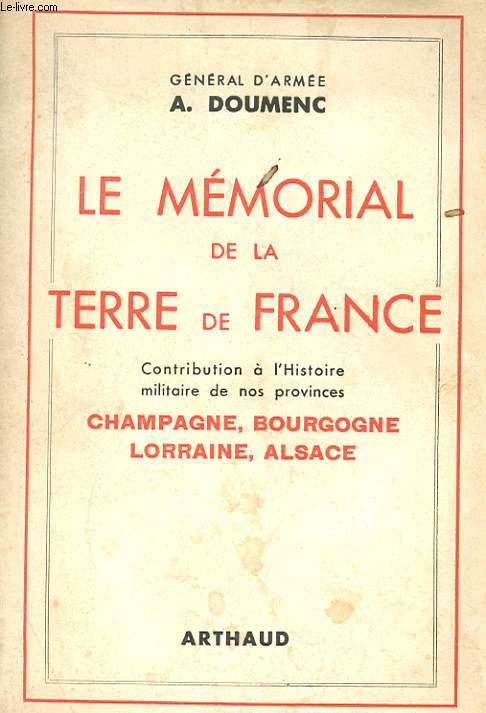 Le-livre.com
GÉNÉRAL D'ARMÉE
A. DOUMENC
LE MÉMORIAL
DE LA
TERRE DE FRANCE
Contribution à l'Histoire
militaire de nos provinces
CHAMPAGNE, BOURGOGNE
LORRAINE, ALSACE
ARTHAUD